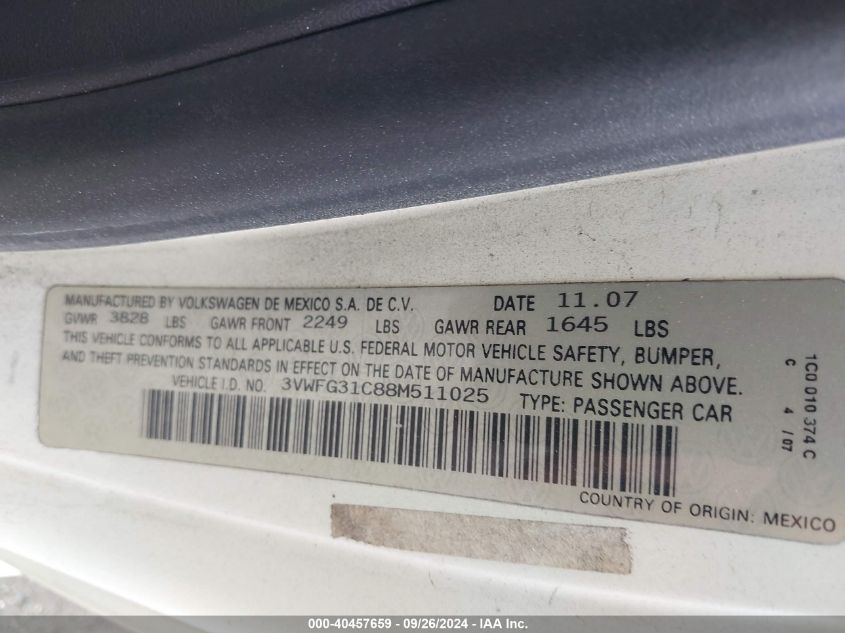 MANUFACTURED BY VOLKSWAGEN DE MEXICO S.A. DE C.V. DATE 11.07
GVWR 3828 LBS GAWR FRONT 2249 LBS GAWR REAR 1645 LBS
THIS VEHICLE CONFORMS TO ALL APPLICABLE U.S. FEDERAL MOTOR VEHICLE SAFETY, BUMPER,
AND THEFT PREVENTION STANDARDS IN EFFECT ON THE DATE OF MANUFACTURE SHOWN ABOVE.
VEHICLE I.D. NO. 3VWFG31C88M511025 TYPE: PASSENGER CAR
COUNTRY OF ORIGIN: MEXICO
1C0 010 374 C
C 4 / 07
000-40457659 - 09/26/2024 - IAA Inc.